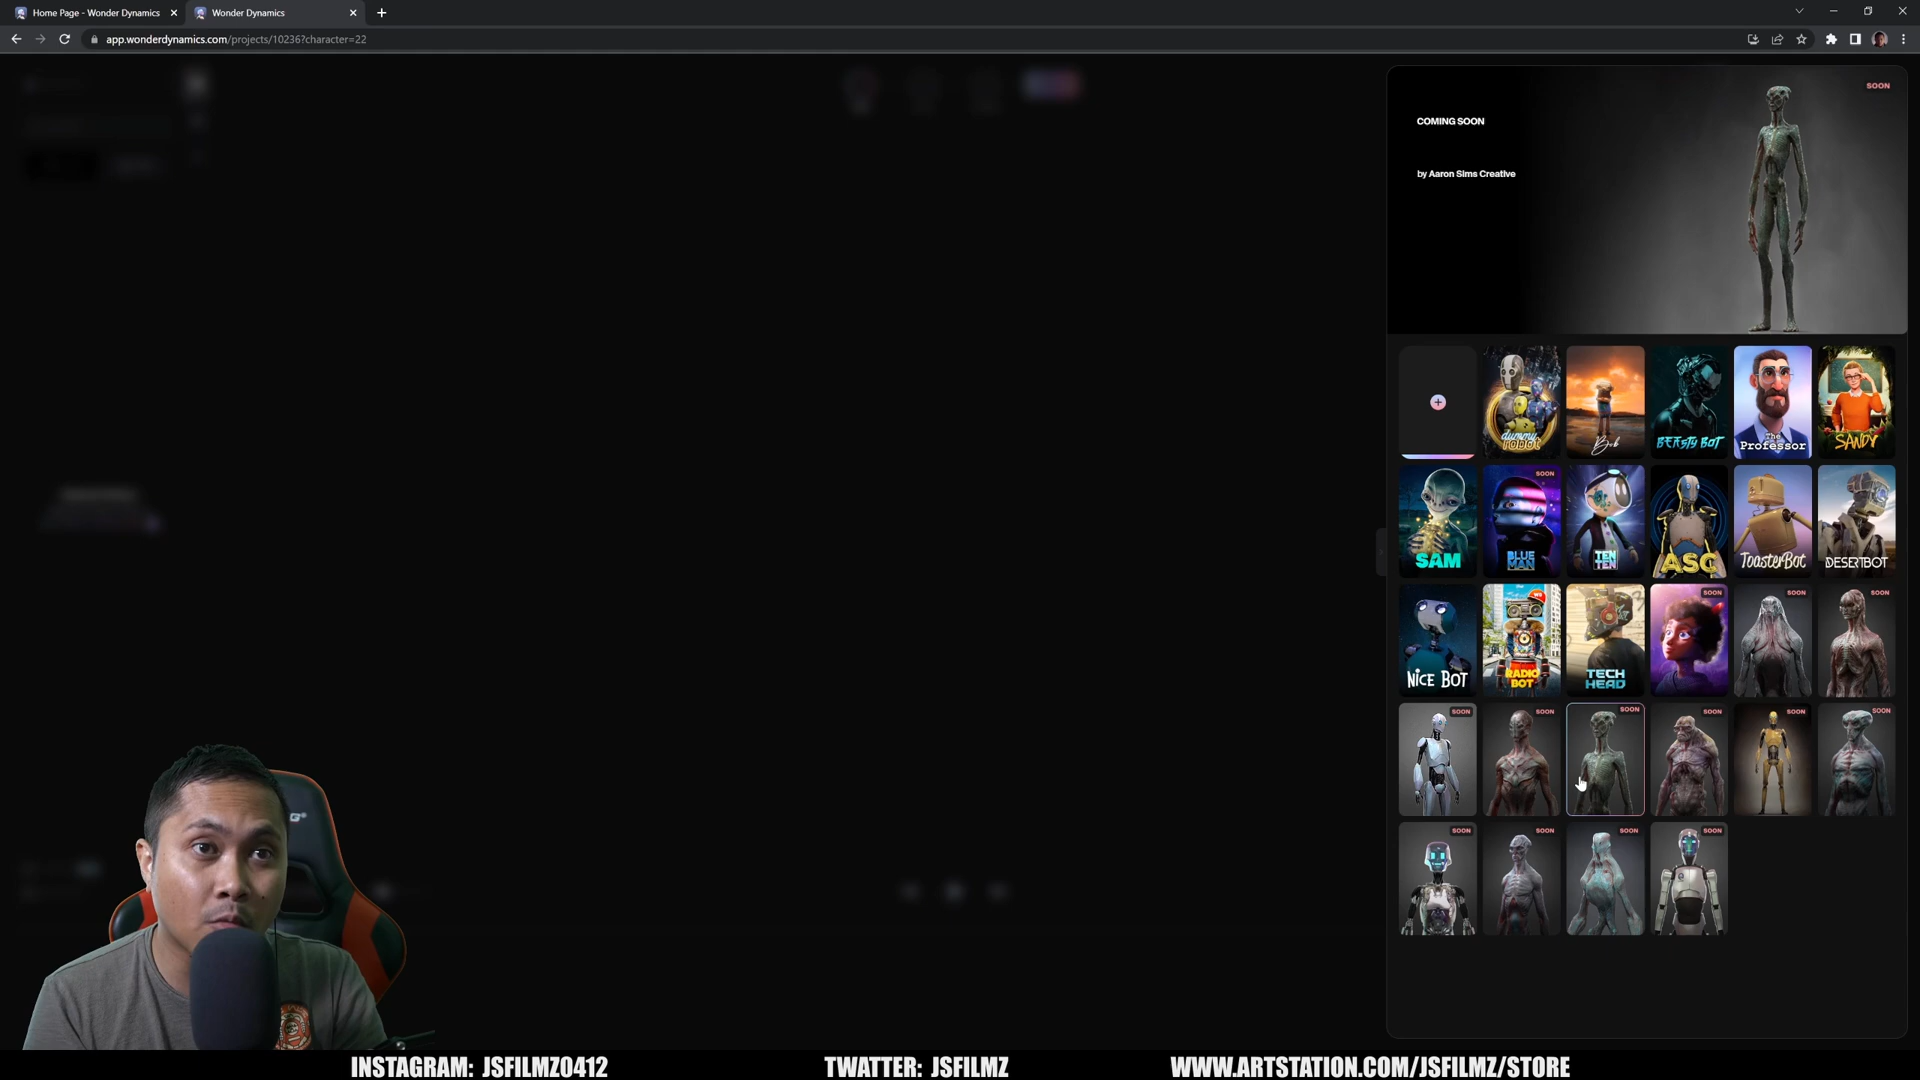 Home Page - Wonder Dynamics
Wonder Dynamics
app.wonderdynamics.com/projects/10236?character=22
SOON
COMING SOON
by Aaron Sims Creative
dummy robot
Bob
BEASTY BOT
The Professor
SANDY
SAM
SOON
BLUE MAN
TEN TEN
ASC
ToasterBot
DESERTBOT
NICE BOT
RADIO BOT
TECH HEAD
SOON
SOON
SOON
SOON
SOON
SOON
SOON
SOON
SOON
SOON
SOON
SOON
SOON
INSTAGRAM: JSFILMZ0412
TWATTER: JSFILMZ
WWW.ARTSTATION.COM/JSFILMZ/STORE